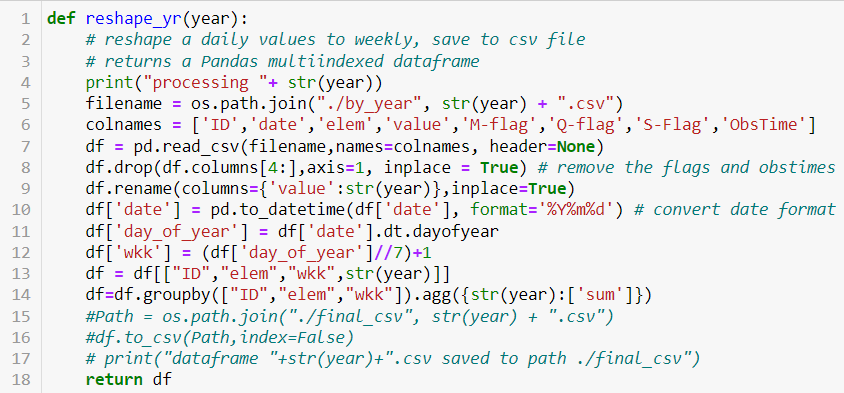 1 def reshape_yr(year):
2     # reshape a daily values to weekly, save to csv file
3     # returns a Pandas multiindexed dataframe
4     print("processing "+ str(year))
5     filename = os.path.join("./by_year", str(year) + ".csv")
6     colnames = ['ID','date','elem','value','M-flag','Q-flag','S-Flag','ObsTime']
7     df = pd.read_csv(filename,names=colnames, header=None)
8     df.drop(df.columns[4:],axis=1, inplace = True) # remove the flags and obstimes
9     df.rename(columns={'value':str(year)},inplace=True)
10     df['date'] = pd.to_datetime(df['date'], format='%Y%m%d') # convert date format
11     df['day_of_year'] = df['date'].dt.dayofyear
12     df['wkk'] = (df['day_of_year']//7)+1
13     df = df[["ID","elem","wkk",str(year)]]
14     df=df.groupby(["ID","elem","wkk"]).agg({str(year):['sum']})
15     #Path = os.path.join("./final_csv", str(year) + ".csv")
16     #df.to_csv(Path,index=False)
17     # print("dataframe "+str(year)+".csv saved to path ./final_csv")
18     return df